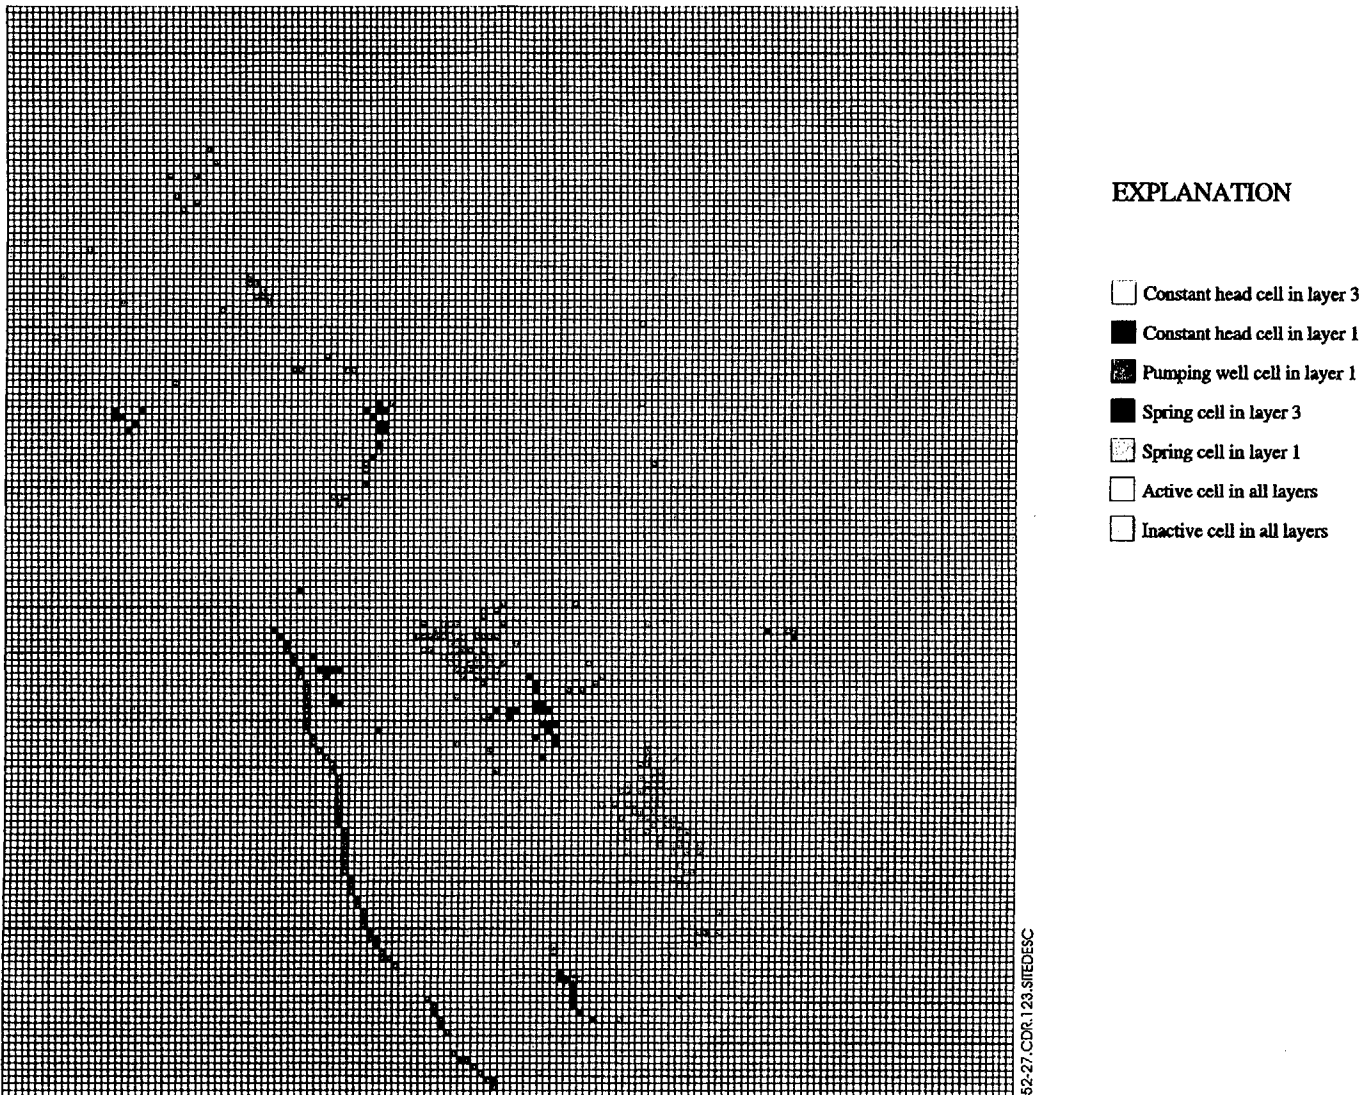 EXPLANATION
Constant head cell in layer 3
Constant head cell in layer 1
Pumping well cell in layer 1
Spring cell in layer 3
Spring cell in layer 1
Active cell in all layers
Inactive cell in all layers
52-27.CDR.123.SITEDESC